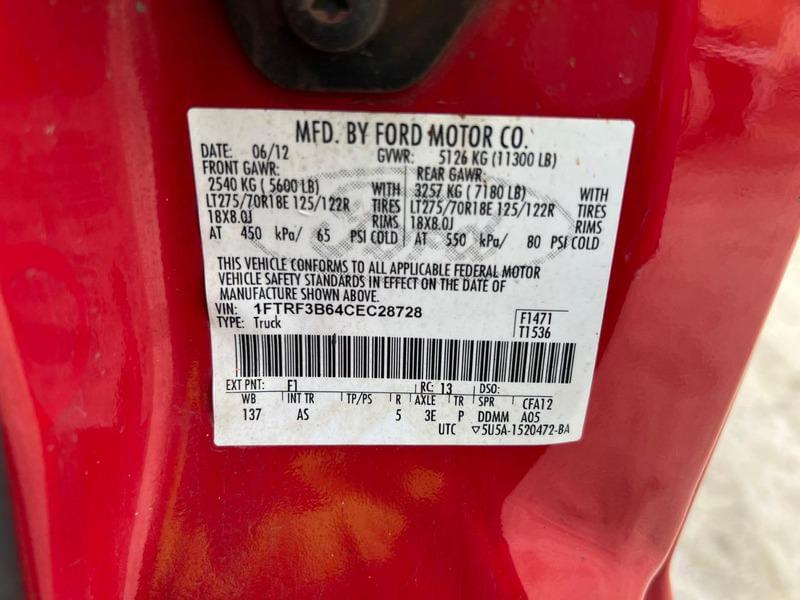 MFD. BY FORD MOTOR CO.
DATE: 06/12 GVWR: 5126 KG (11300 LB)
FRONT GAWR: REAR GAWR:
2540 KG ( 5600 LB) WITH 3257 KG ( 7180 LB) WITH
LT275/70R18E 125/122R TIRES LT275/70R18E 125/122R TIRES
18X8.0J RIMS 18X8.0J RIMS
AT 450 kPa/ 65 PSI COLD AT 550 kPa/ 80 PSI COLD
THIS VEHICLE CONFORMS TO ALL APPLICABLE FEDERAL MOTOR
VEHICLE SAFETY STANDARDS IN EFFECT ON THE DATE OF
MANUFACTURE SHOWN ABOVE.
VIN: 1FTRF3B64CEC28728 F1471
TYPE: Truck T1536
EXT PNT: F1 RC: 13 DSO:
WB INT TR TP/PS R AXLE TR SPR CFA12
137 AS 5 3E P DDMM A05
UTC ▽5U5A-1520472-BA